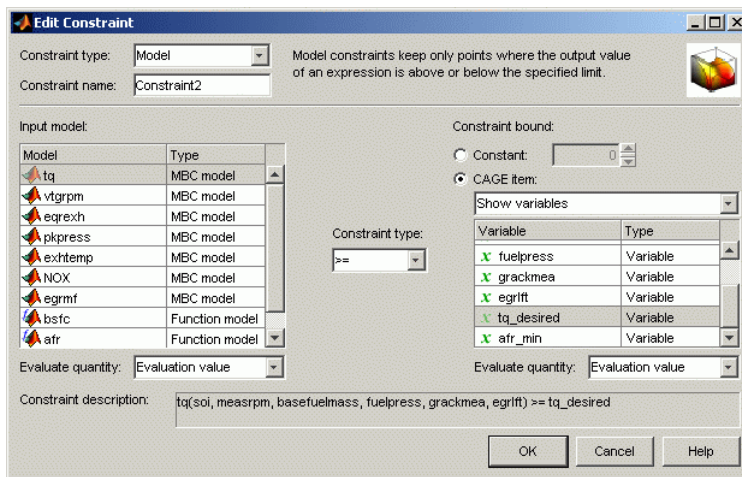 Edit Constraint
Constraint type: Model
Model constraints keep only points where the output value
of an expression is above or below the specified limit.
Constraint name: Constraint2
Input model:
Model Type
tq MBC model
vtgrpm MBC model
eqrexh MBC model
pkpress MBC model
exhtemp MBC model
NOX MBC model
egrmf MBC model
bsfc Function model
afr Function model
Evaluate quantity: Evaluation value
Constraint type:
>=
Constraint bound:
Constant: 0
CAGE item:
Show variables
Variable Type
x fuelpress Variable
x grackmea Variable
x egrlft Variable
x tq_desired Variable
x afr_min Variable
Evaluate quantity: Evaluation value
Constraint description: tq(soi, measrpm, basefuelmass, fuelpress, grackmea, egrlft) >= tq_desired
OK Cancel Help